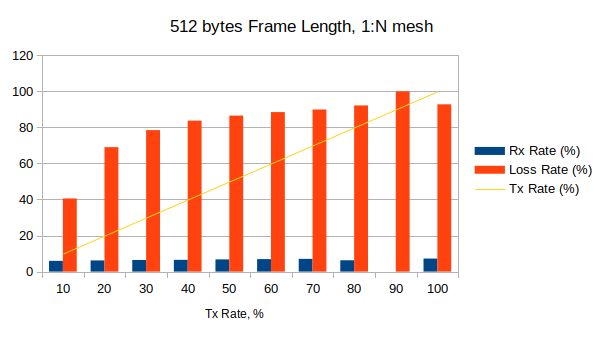 512 bytes Frame Length, 1:N mesh
120
100
80
60
40
20
0
10 20 30 40 50 60 70 80 90 100
Tx Rate, %
Rx Rate (%)
Loss Rate (%)
Tx Rate (%)